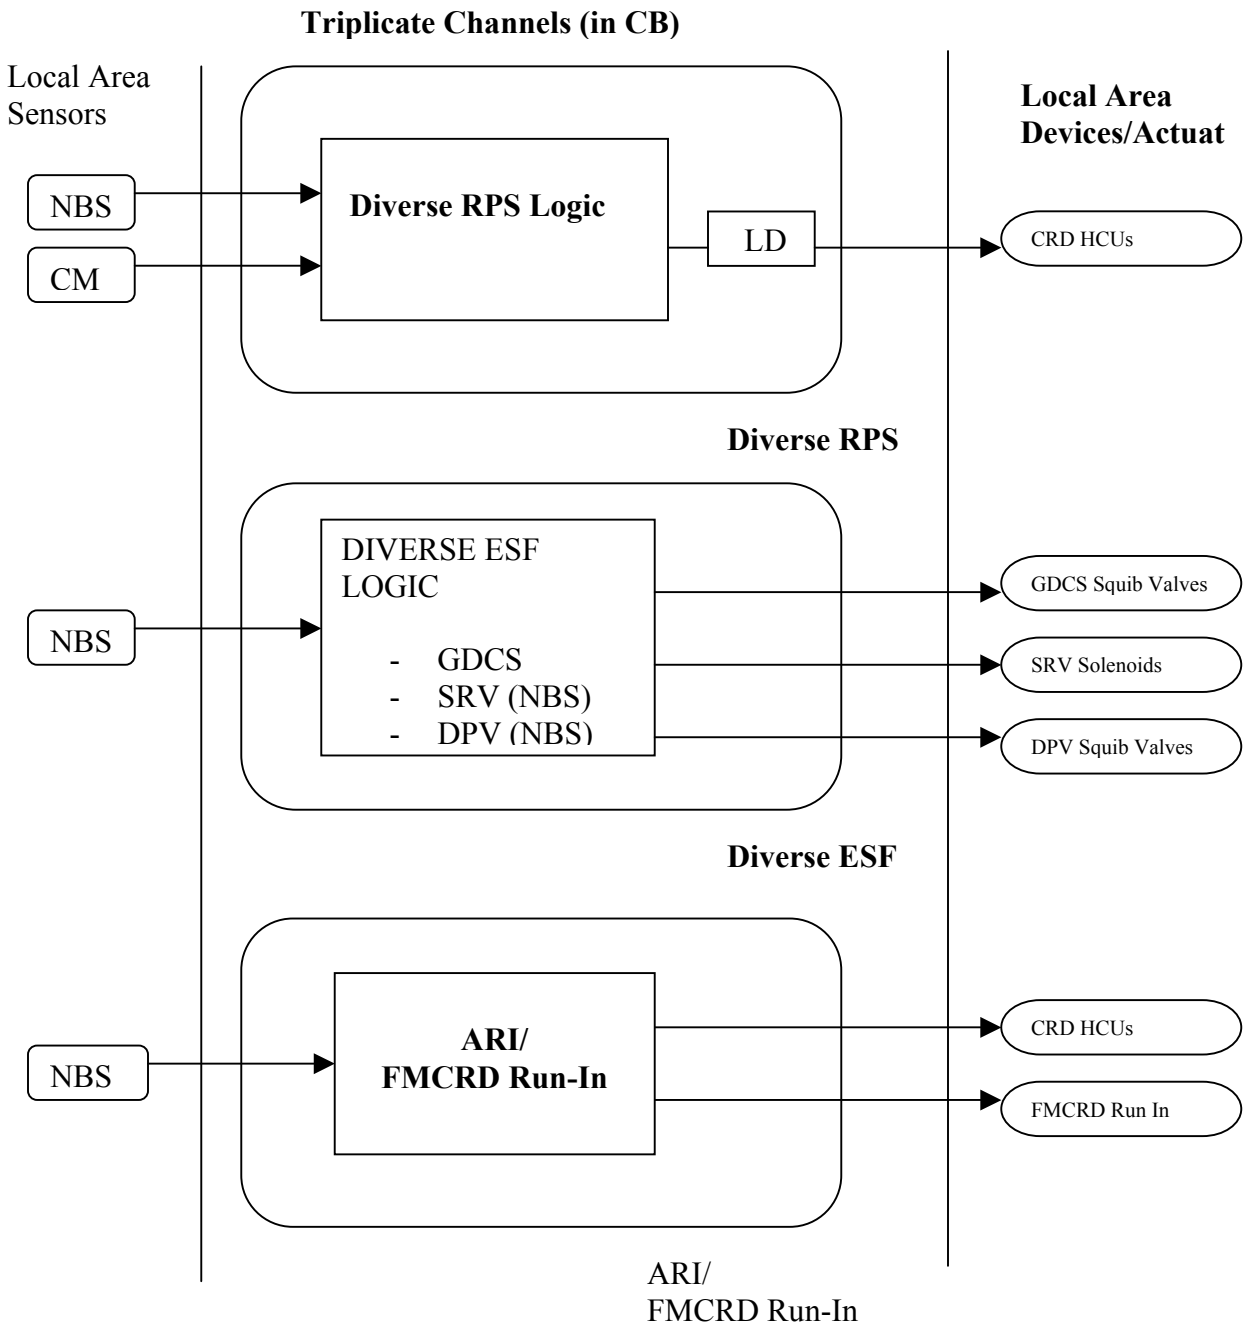 Triplicate Channels (in CB)
Local Area
Sensors
Local Area
Devices/Actuat
NBS
CM
Diverse RPS Logic
LD
CRD HCUs
Diverse RPS
NBS
DIVERSE ESF
LOGIC
- GDCS
- SRV (NBS)
- DPV (NBS)
GDCS Squib Valves
SRV Solenoids
DPV Squib Valves
Diverse ESF
NBS
ARI/
FMCRD Run-In
CRD HCUs
FMCRD Run In
ARI/
FMCRD Run-In